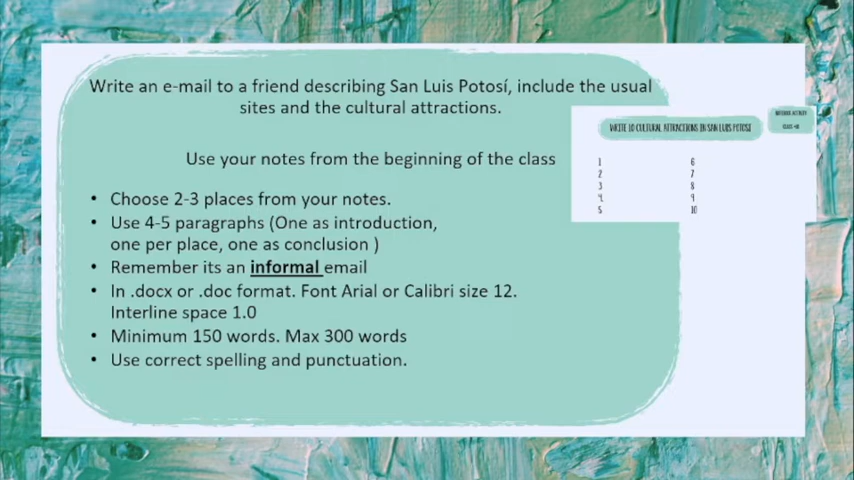 Write an e-mail to a friend describing San Luis Potosí, include the usual
sites and the cultural attractions.
Use your notes from the beginning of the class
• Choose 2-3 places from your notes.
• Use 4-5 paragraphs (One as introduction,
one per place, one as conclusion )
• Remember its an informal email
• In .docx or .doc format. Font Arial or Calibri size 12.
Interline space 1.0
• Minimum 150 words. Max 300 words
• Use correct spelling and punctuation.
WRITE 10 CULTURAL ATTRACTIONS IN SAN LUIS POTOSI
1
2
3
4
5
6
7
8
9
10
NOTEBOOK ACTIVITY